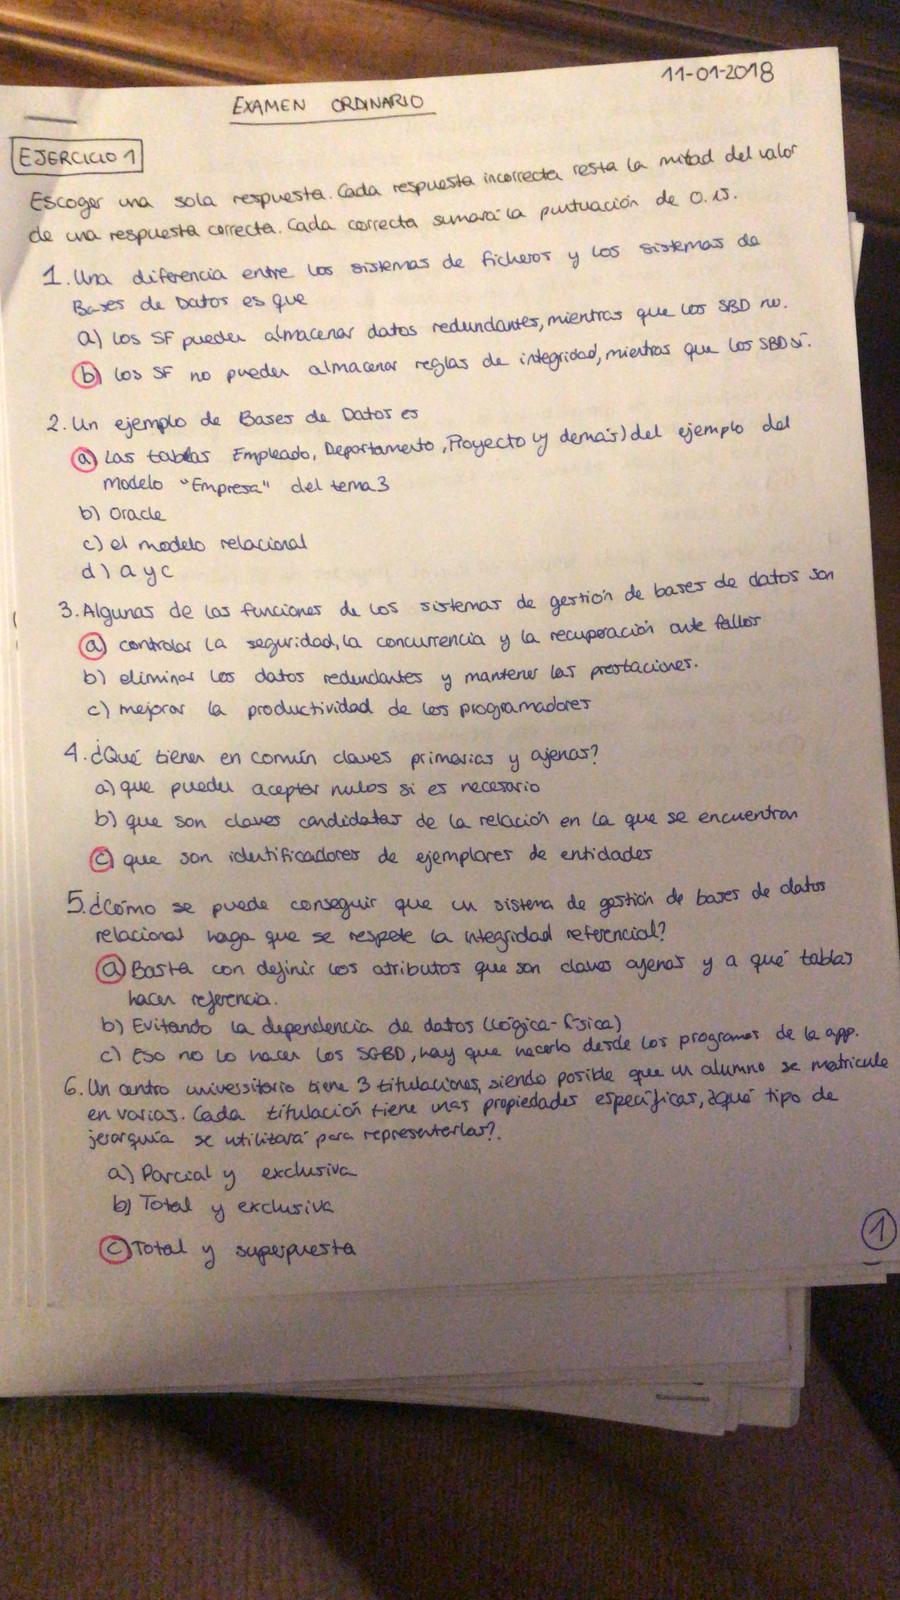 11-01-2018
EXAMEN ORDINARIO
EJERCICIO 1
Escoger una sola respuesta. Cada respuesta incorrecta resta la mitad del valor
de una respuesta correcta. Cada correcta sumará la puntuación de 0.15.
1. Una diferencia entre los sistemas de ficheros y los sistemas de
Bases de Datos es que
a) los SF pueden almacenar datos redundantes, mientras que los SBD no.
b) los SF no pueden almacenar reglas de integridad, mientras que los SBD sí.
2. Un ejemplo de Bases de Datos es
a) Las tablas Empleado, Departamento, Proyecto (y demás) del ejemplo del
modelo "Empresa" del tema 3
b) Oracle
c) el modelo relacional
d) a y c
3. Algunas de las funciones de los sistemas de gestión de bases de datos son
a) controlar la seguridad, la concurrencia y la recuperación ante fallos
b) eliminar los datos redundantes y mantener las prestaciones.
c) mejorar la productividad de los programadores
4. ¿Qué tienen en común claves primarias y ajenas?
a) que pueden aceptar nulos si es necesario
b) que son claves candidatas de la relación en la que se encuentran
c) que son identificadores de ejemplares de entidades
5. ¿Cómo se puede conseguir que un sistema de gestión de bases de datos
relacional haga que se respete la integridad referencial?
a) Basta con definir los atributos que son claves ajenas y a qué tablas
hacen referencia.
b) Evitando la dependencia de datos (lógica-física)
c) Eso no lo hacen los SGBD, hay que hacerlo desde los programas de la app.
6. Un centro universitario tiene 3 titulaciones, siendo posible que un alumno se matricule
en varias. Cada titulación tiene unas propiedades específicas, ¿qué tipo de
jerarquía se utilizará para representarlas?.
a) Parcial y exclusiva
b) Total y exclusiva
c) Total y superpuesta
1